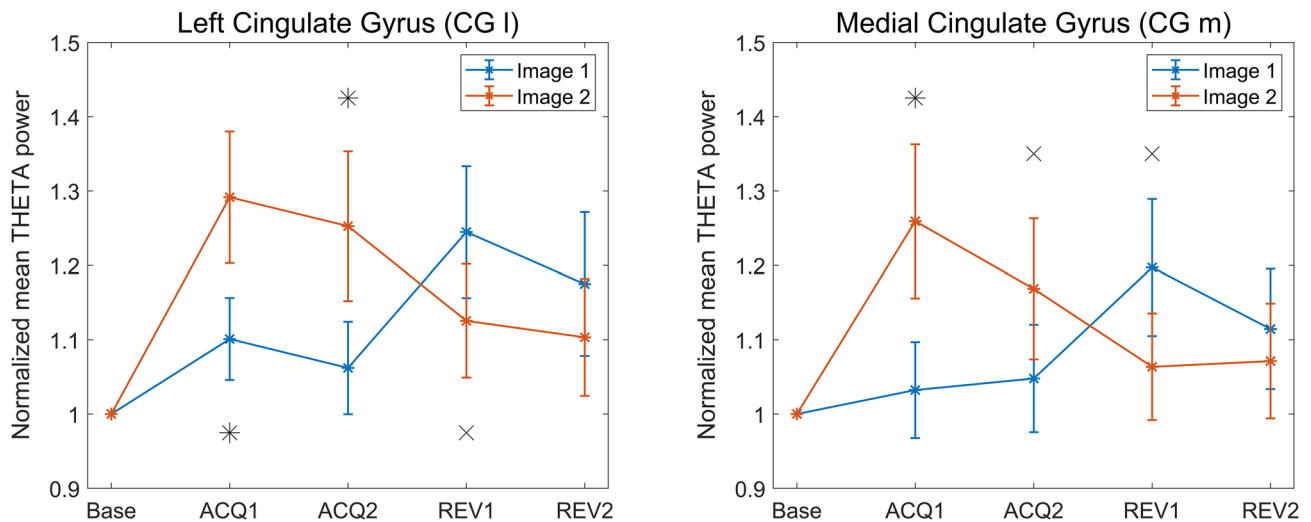 Left Cingulate Gyrus (CG l)
Normalized mean THETA power
1.5
1.4
1.3
1.2
1.1
1
0.9
Base ACQ1 ACQ2 REV1 REV2
Image 1
Image 2
Medial Cingulate Gyrus (CG m)
Normalized mean THETA power
1.5
1.4
1.3
1.2
1.1
1
0.9
Base ACQ1 ACQ2 REV1 REV2
Image 1
Image 2